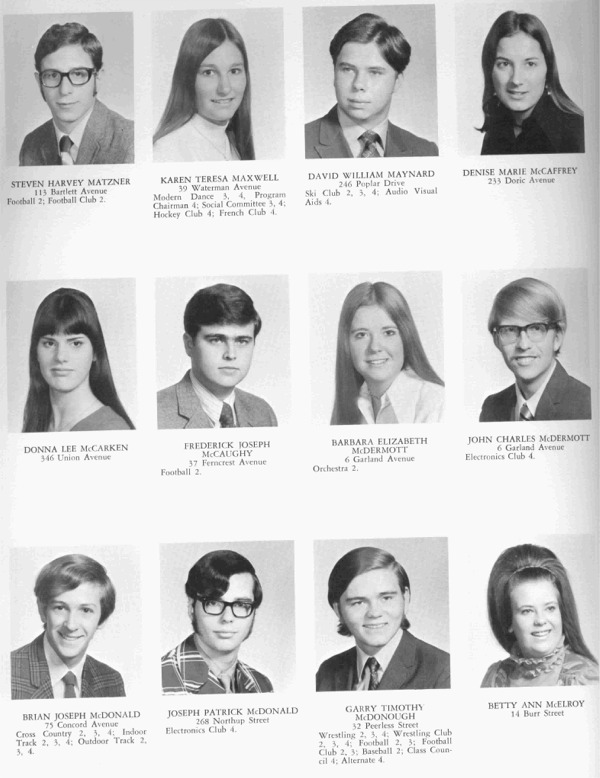 STEVEN HARVEY MATZNER
113 Bartlett Avenue
Football 2; Football Club 2.
KAREN TERESA MAXWELL
39 Waterman Avenue
Modern Dance 3, 4, Program
Chairman 4; Social Committee 3, 4;
Hockey Club 4; French Club 4.
DAVID WILLIAM MAYNARD
246 Poplar Drive
Ski Club 2, 3, 4; Audio Visual
Aids 4.
DENISE MARIE McCAFFREY
233 Doric Avenue
DONNA LEE McCARKEN
346 Union Avenue
FREDERICK JOSEPH
McCAUGHY
37 Ferncrest Avenue
Football 2.
BARBARA ELIZABETH
McDERMOTT
6 Garland Avenue
Orchestra 2.
JOHN CHARLES McDERMOTT
6 Garland Avenue
Electronics Club 4.
BRIAN JOSEPH McDONALD
75 Concord Avenue
Cross Country 2, 3, 4; Indoor
Track 2, 3, 4; Outdoor Track 2,
3, 4.
JOSEPH PATRICK McDONALD
268 Northup Street
Electronics Club 4.
GARRY TIMOTHY
McDONOUGH
32 Peerless Street
Wrestling 2, 3, 4; Wrestling Club
2, 3, 4; Football 2, 3; Football
Club 2, 3; Baseball 2; Class Coun-
cil 4; Alternate 4.
BETTY ANN McELROY
14 Burr Street